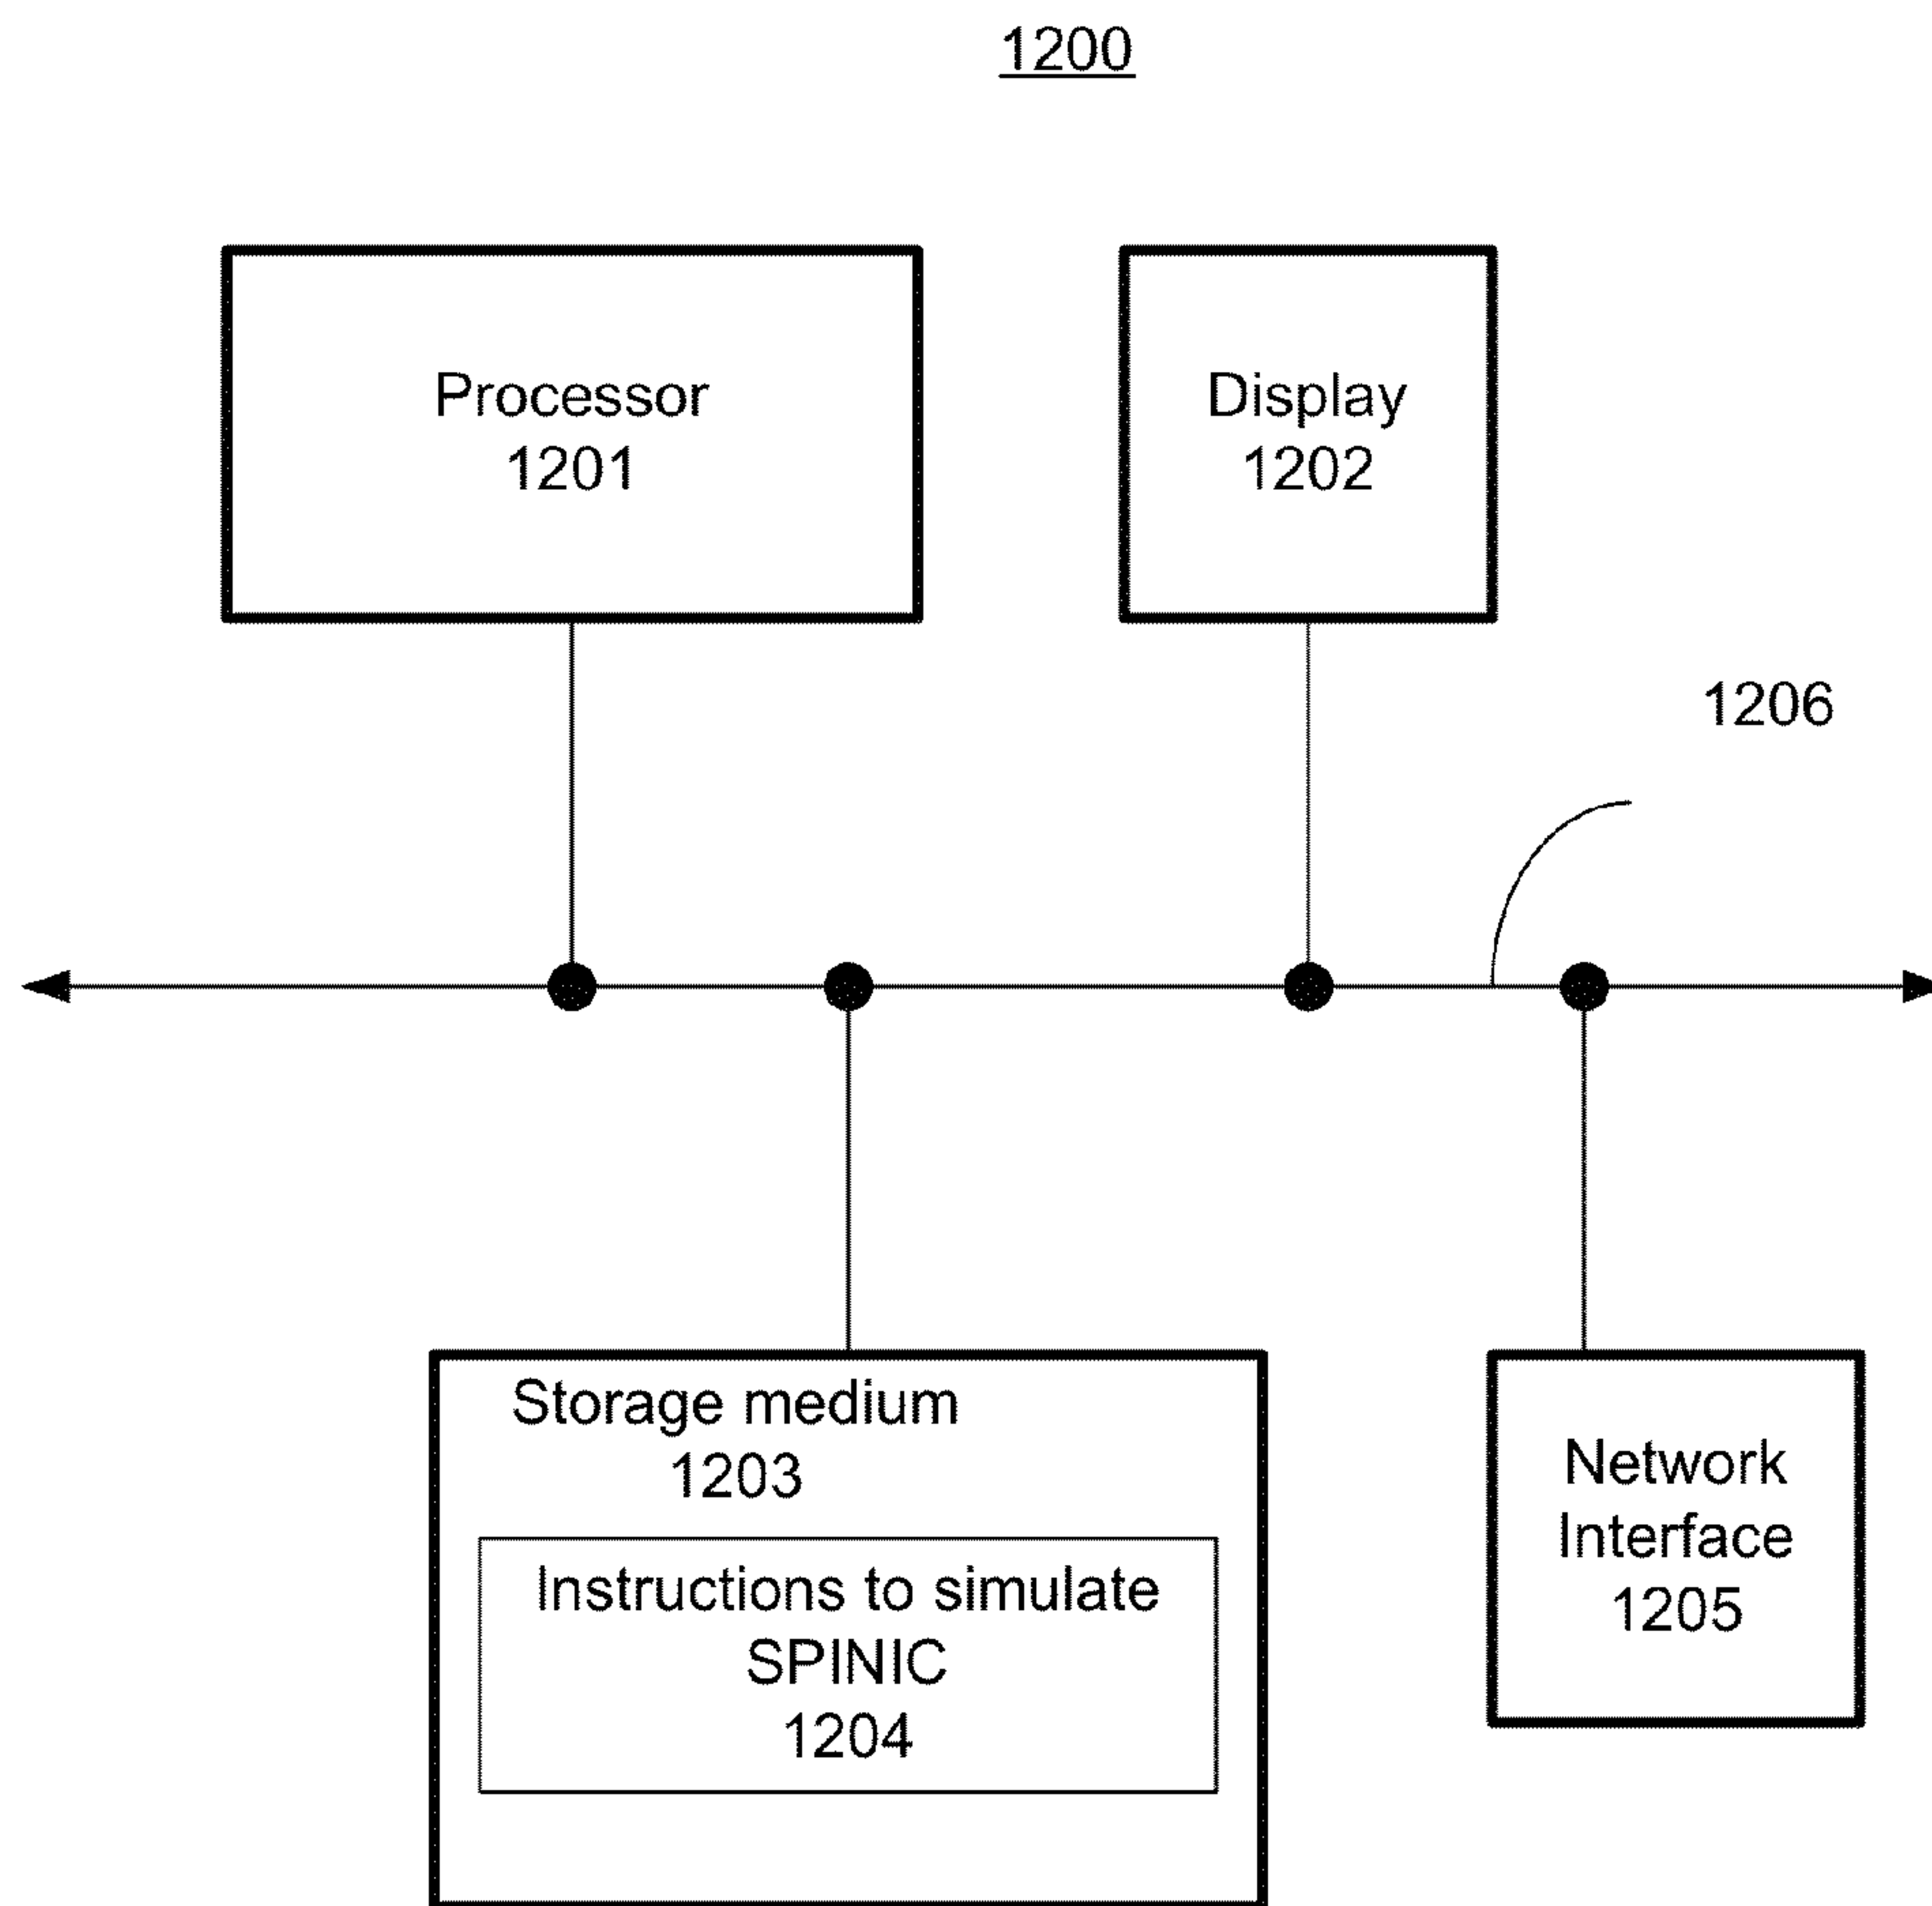 1200
Processor
1201
Display
1202
1206
Storage medium
1203
Instructions to simulate
SPINIC
1204
Network
Interface
1205